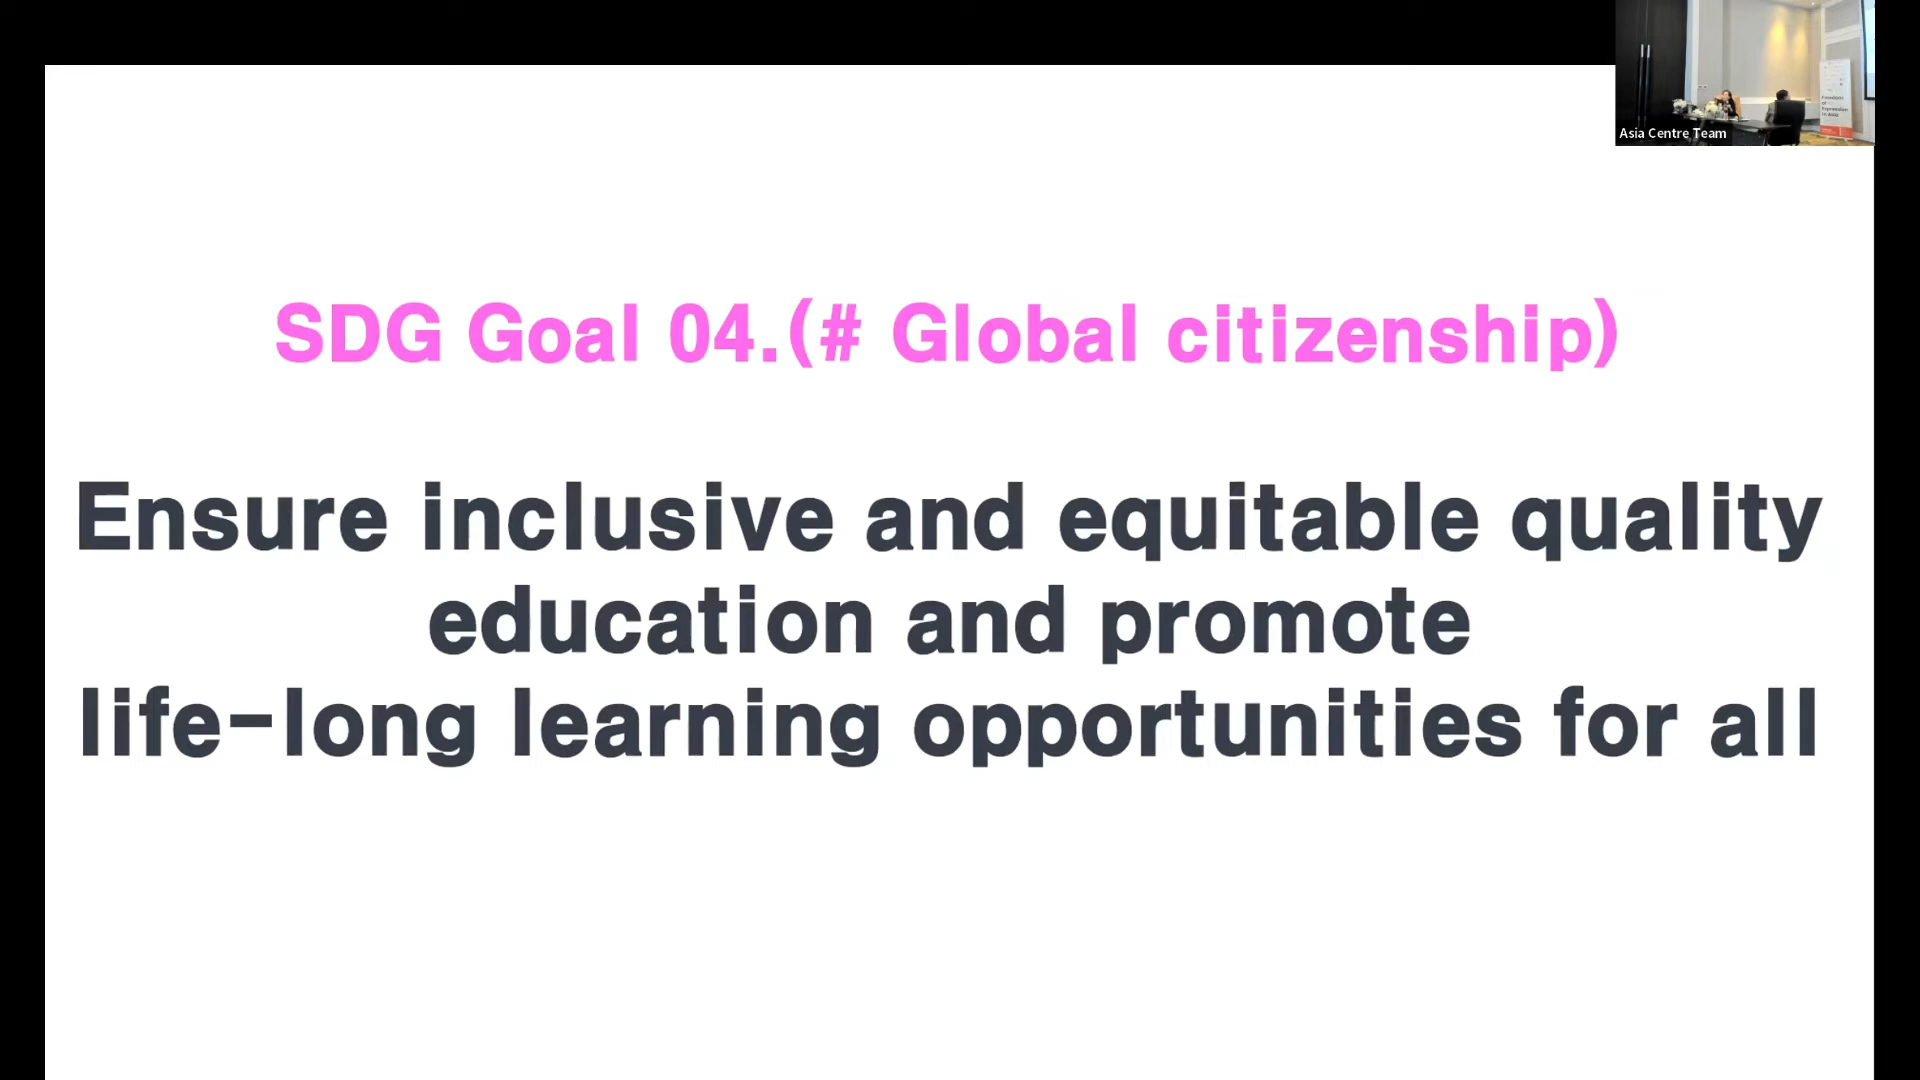 Asia Centre Team
SDG Goal 04.(# Global citizenship)
Ensure inclusive and equitable quality
education and promote
life-long learning opportunities for all